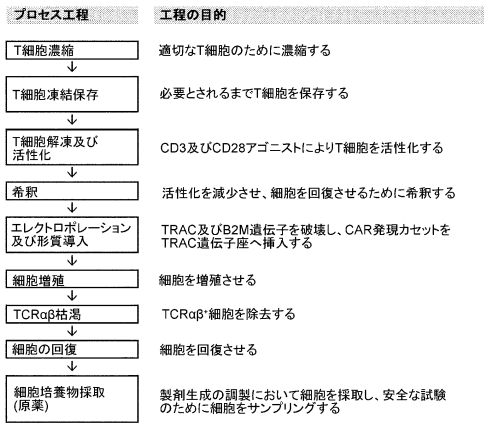 プロセス工程 工程の目的
T細胞濃縮 適切なT細胞のために濃縮する
T細胞凍結保存 必要とされるまでT細胞を保存する
T細胞解凍及び
活性化 CD3及びCD28アゴニストによりT細胞を活性化する
希釈 活性化を減少させ、細胞を回復させるために希釈する
エレクトロポレーション
及び形質導入
TRAC及びB2M遺伝子を破壊し、CAR発現カセットを
TRAC遺伝子座へ挿入する
細胞増殖 細胞を増殖させる
TCRαβ枯渇 TCRαβ⁺細胞を除去する
細胞の回復 細胞を回復させる
細胞培養物採取
(原薬)
製剤生成の調製において細胞を採取し、安全な試験
のために細胞をサンプリングする